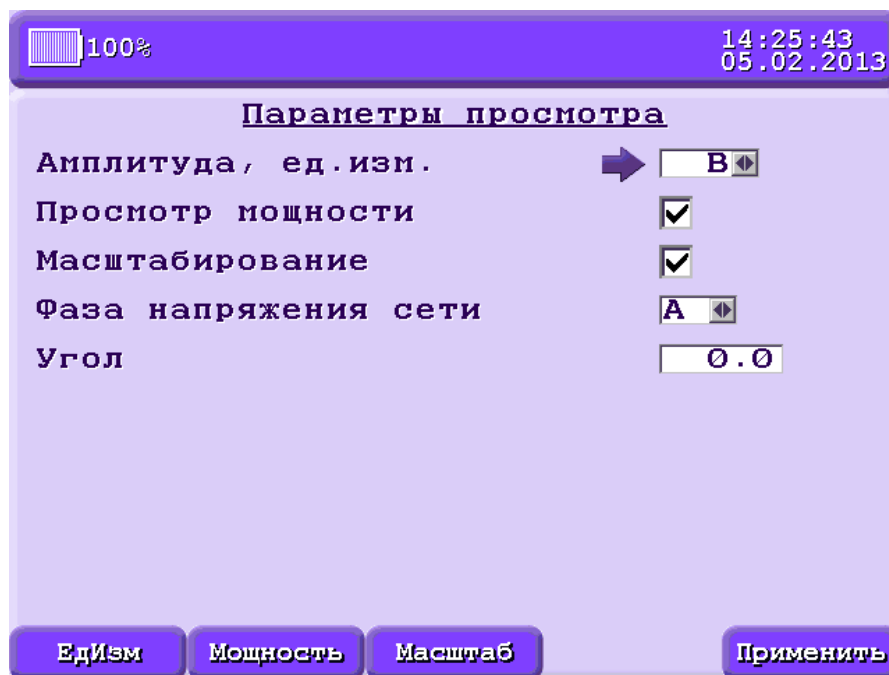 100%
14:25:43
05.02.2013
Параметры просмотра
Амплитуда, ед.изм. В
Просмотр мощности
Масштабирование
Фаза напряжения сети А
Угол 0.0
ЕдИзм Мощность Масштаб Применить